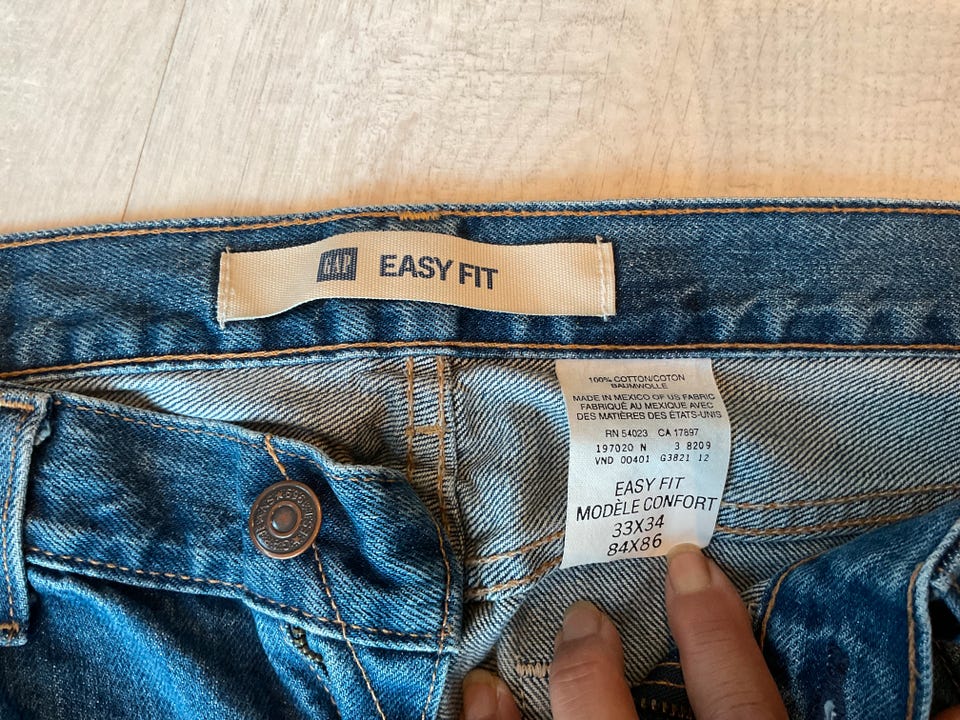 GAP EASY FIT
100% COTTON/COTON
BAUMWOLLE
MADE IN MEXICO OF US FABRIC
FABRIQUÉ AU MEXIQUE AVEC
DES MATIÈRES DES ÉTATS-UNIS
RN 54023 CA 17897
197020 N 3 8209
VND 00401 G3821 12
EASY FIT
MODÈLE CONFORT
33X34
84X86